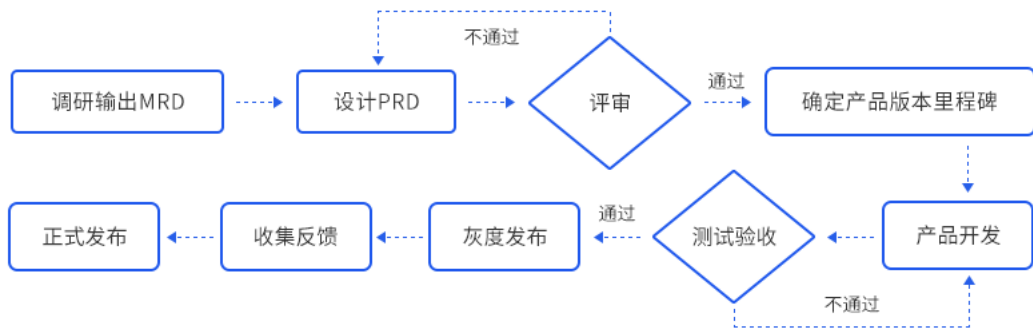 不通过
调研输出MRD
设计PRD
评审
通过
确定产品版本里程碑
正式发布
收集反馈
灰度发布
通过
测试验收
产品开发
不通过